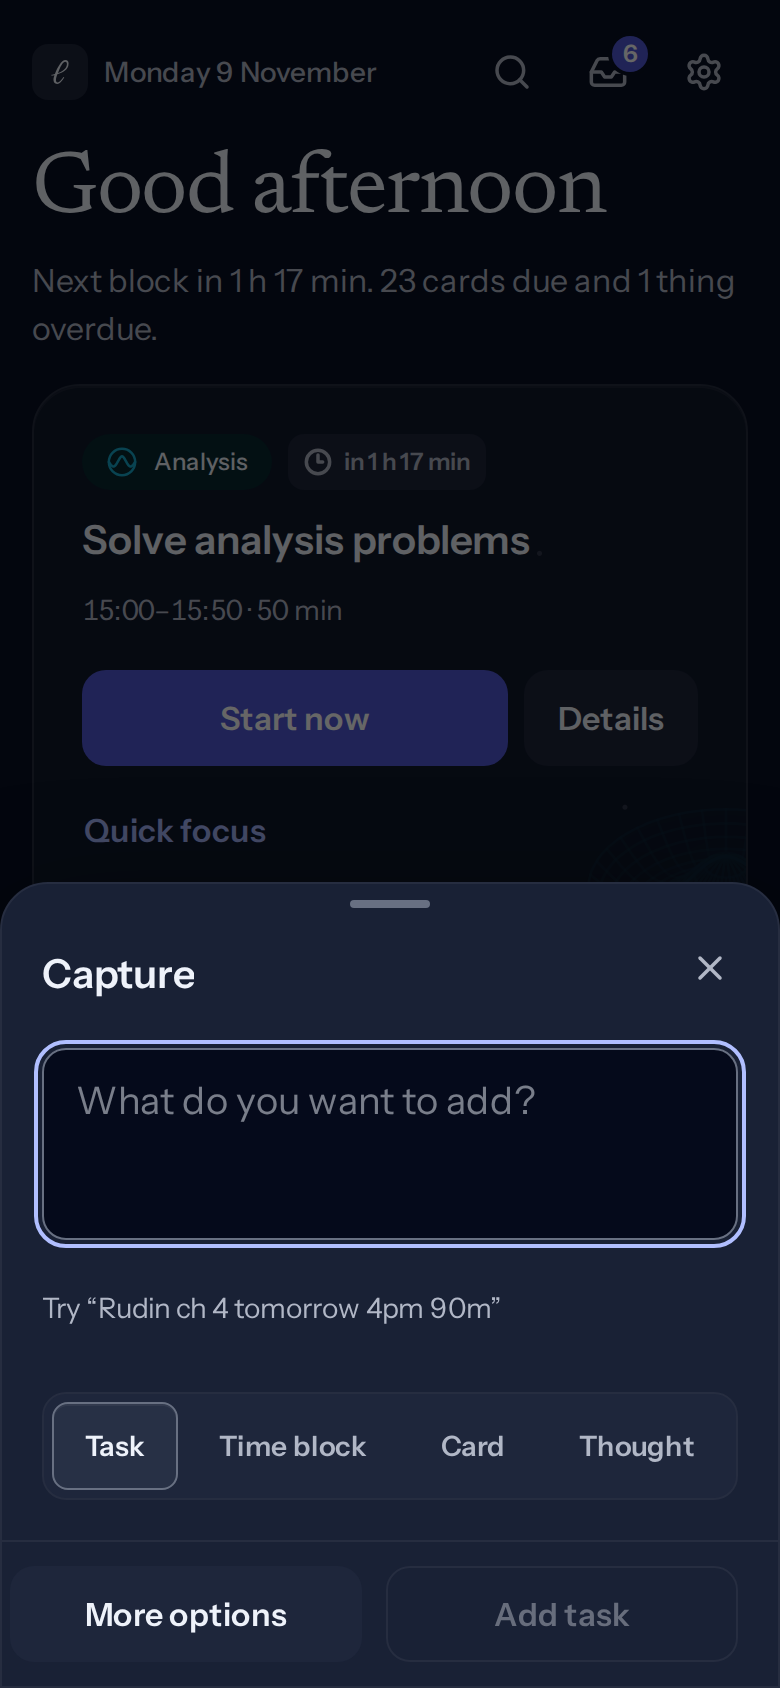 ℓ Monday 9 November 6
Good afternoon
Next block in 1 h 17 min. 23 cards due and 1 thing
overdue.
Analysis in 1 h 17 min
Solve analysis problems
15:00–15:50 · 50 min
Start now Details
Quick focus
Capture
What do you want to add?
Try “Rudin ch 4 tomorrow 4pm 90m”
Task Time block Card Thought
More options Add task